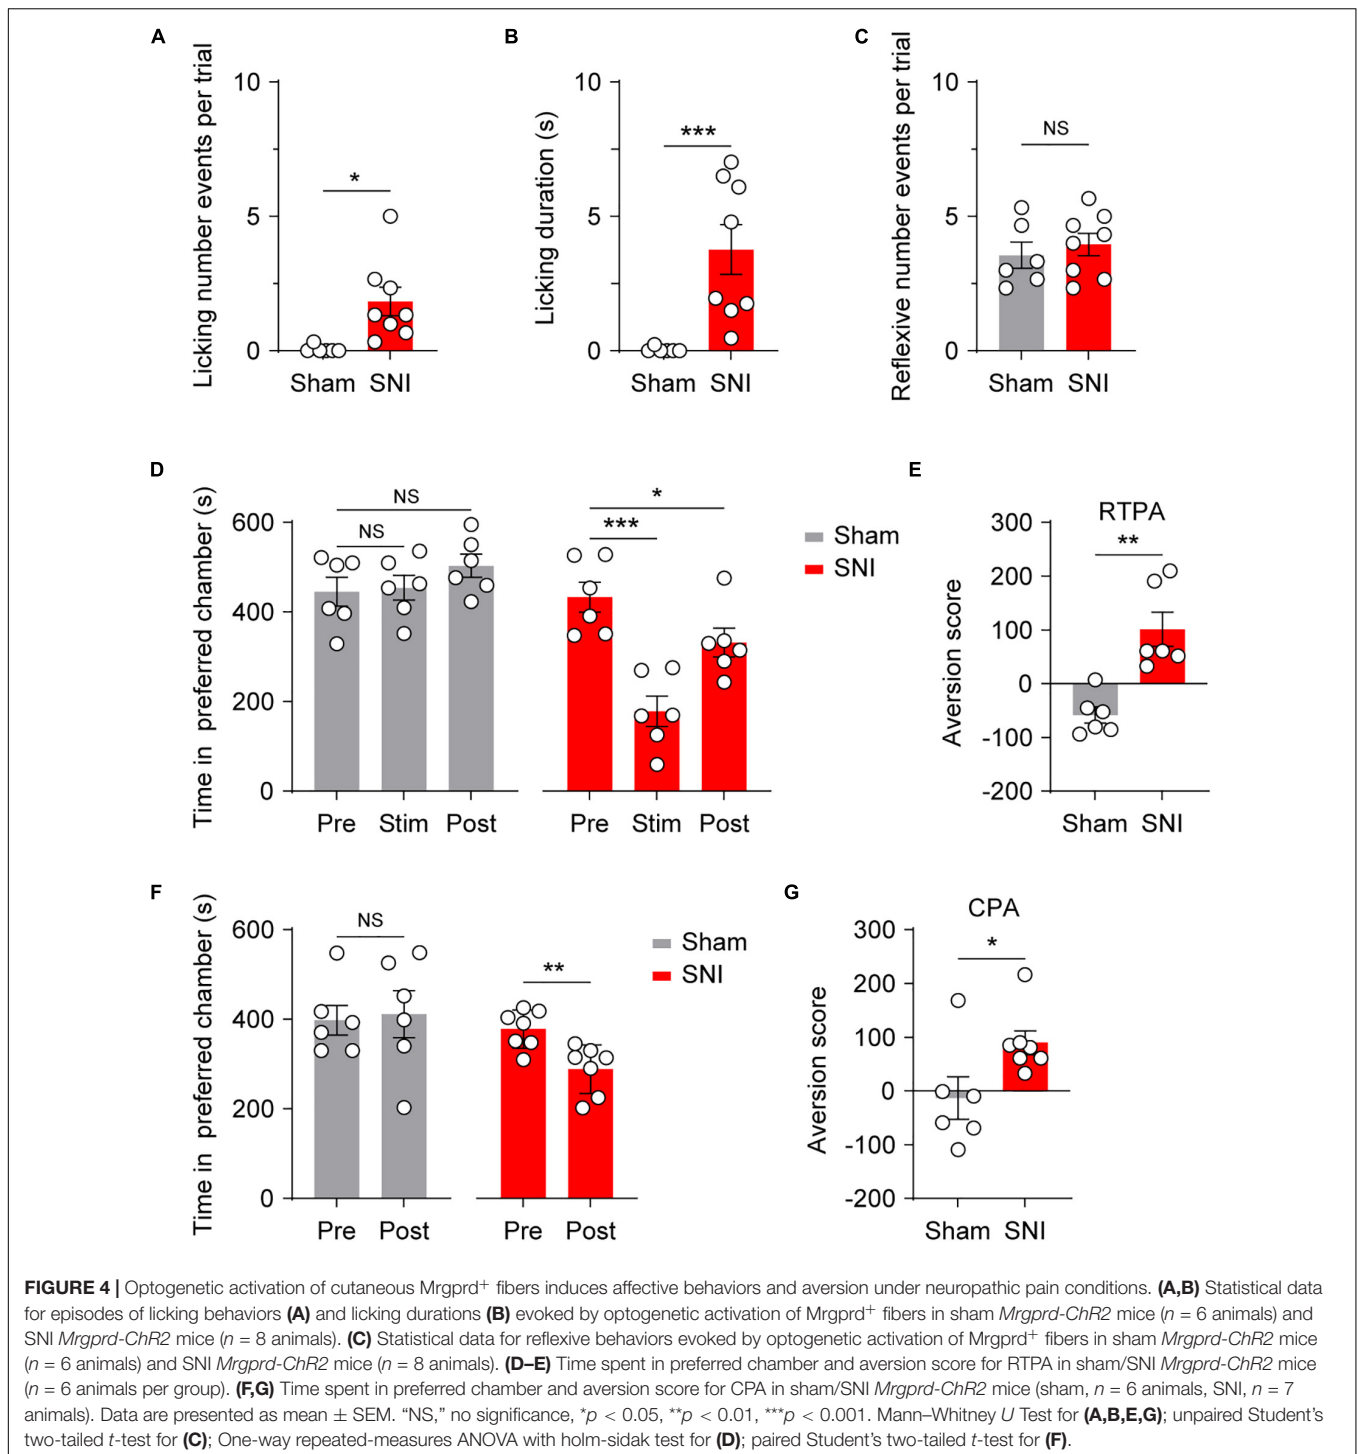 A
Licking number events per trial
10
5
0
*
Sham SNI
B
Licking duration (s)
10
5
0
***
Sham SNI
C
Reflexive number events per trial
10
5
0
NS
Sham SNI
D
Time in preferred chamber (s)
600
400
200
0
NS
NS
Pre Stim Post
*
***
Pre Stim Post
Sham
SNI
E
RTPA
Aversion score
300
200
100
0
-100
-200
**
Sham SNI
F
Time in preferred chamber (s)
600
400
200
0
NS
Pre Post
**
Pre Post
Sham
SNI
G
CPA
Aversion score
300
200
100
0
-100
-200
*
Sham SNI
FIGURE 4 | Optogenetic activation of cutaneous Mrgprd+ fibers induces affective behaviors and aversion under neuropathic pain conditions. (A,B) Statistical data
for episodes of licking behaviors (A) and licking durations (B) evoked by optogenetic activation of Mrgprd+ fibers in sham Mrgprd-ChR2 mice (n = 6 animals) and
SNI Mrgprd-ChR2 mice (n = 8 animals). (C) Statistical data for reflexive behaviors evoked by optogenetic activation of Mrgprd+ fibers in sham Mrgprd-ChR2 mice
(n = 6 animals) and SNI Mrgprd-ChR2 mice (n = 8 animals). (D–E) Time spent in preferred chamber and aversion score for RTPA in sham/SNI Mrgprd-ChR2 mice
(n = 6 animals per group). (F,G) Time spent in preferred chamber and aversion score for CPA in sham/SNI Mrgprd-ChR2 mice (sham, n = 6 animals, SNI, n = 7
animals). Data are presented as mean ± SEM. “NS,” no significance, *p < 0.05, **p < 0.01, ***p < 0.001. Mann–Whitney U Test for (A,B,E,G); unpaired Student’s
two-tailed t-test for (C); One-way repeated-measures ANOVA with holm-sidak test for (D); paired Student’s two-tailed t-test for (F).